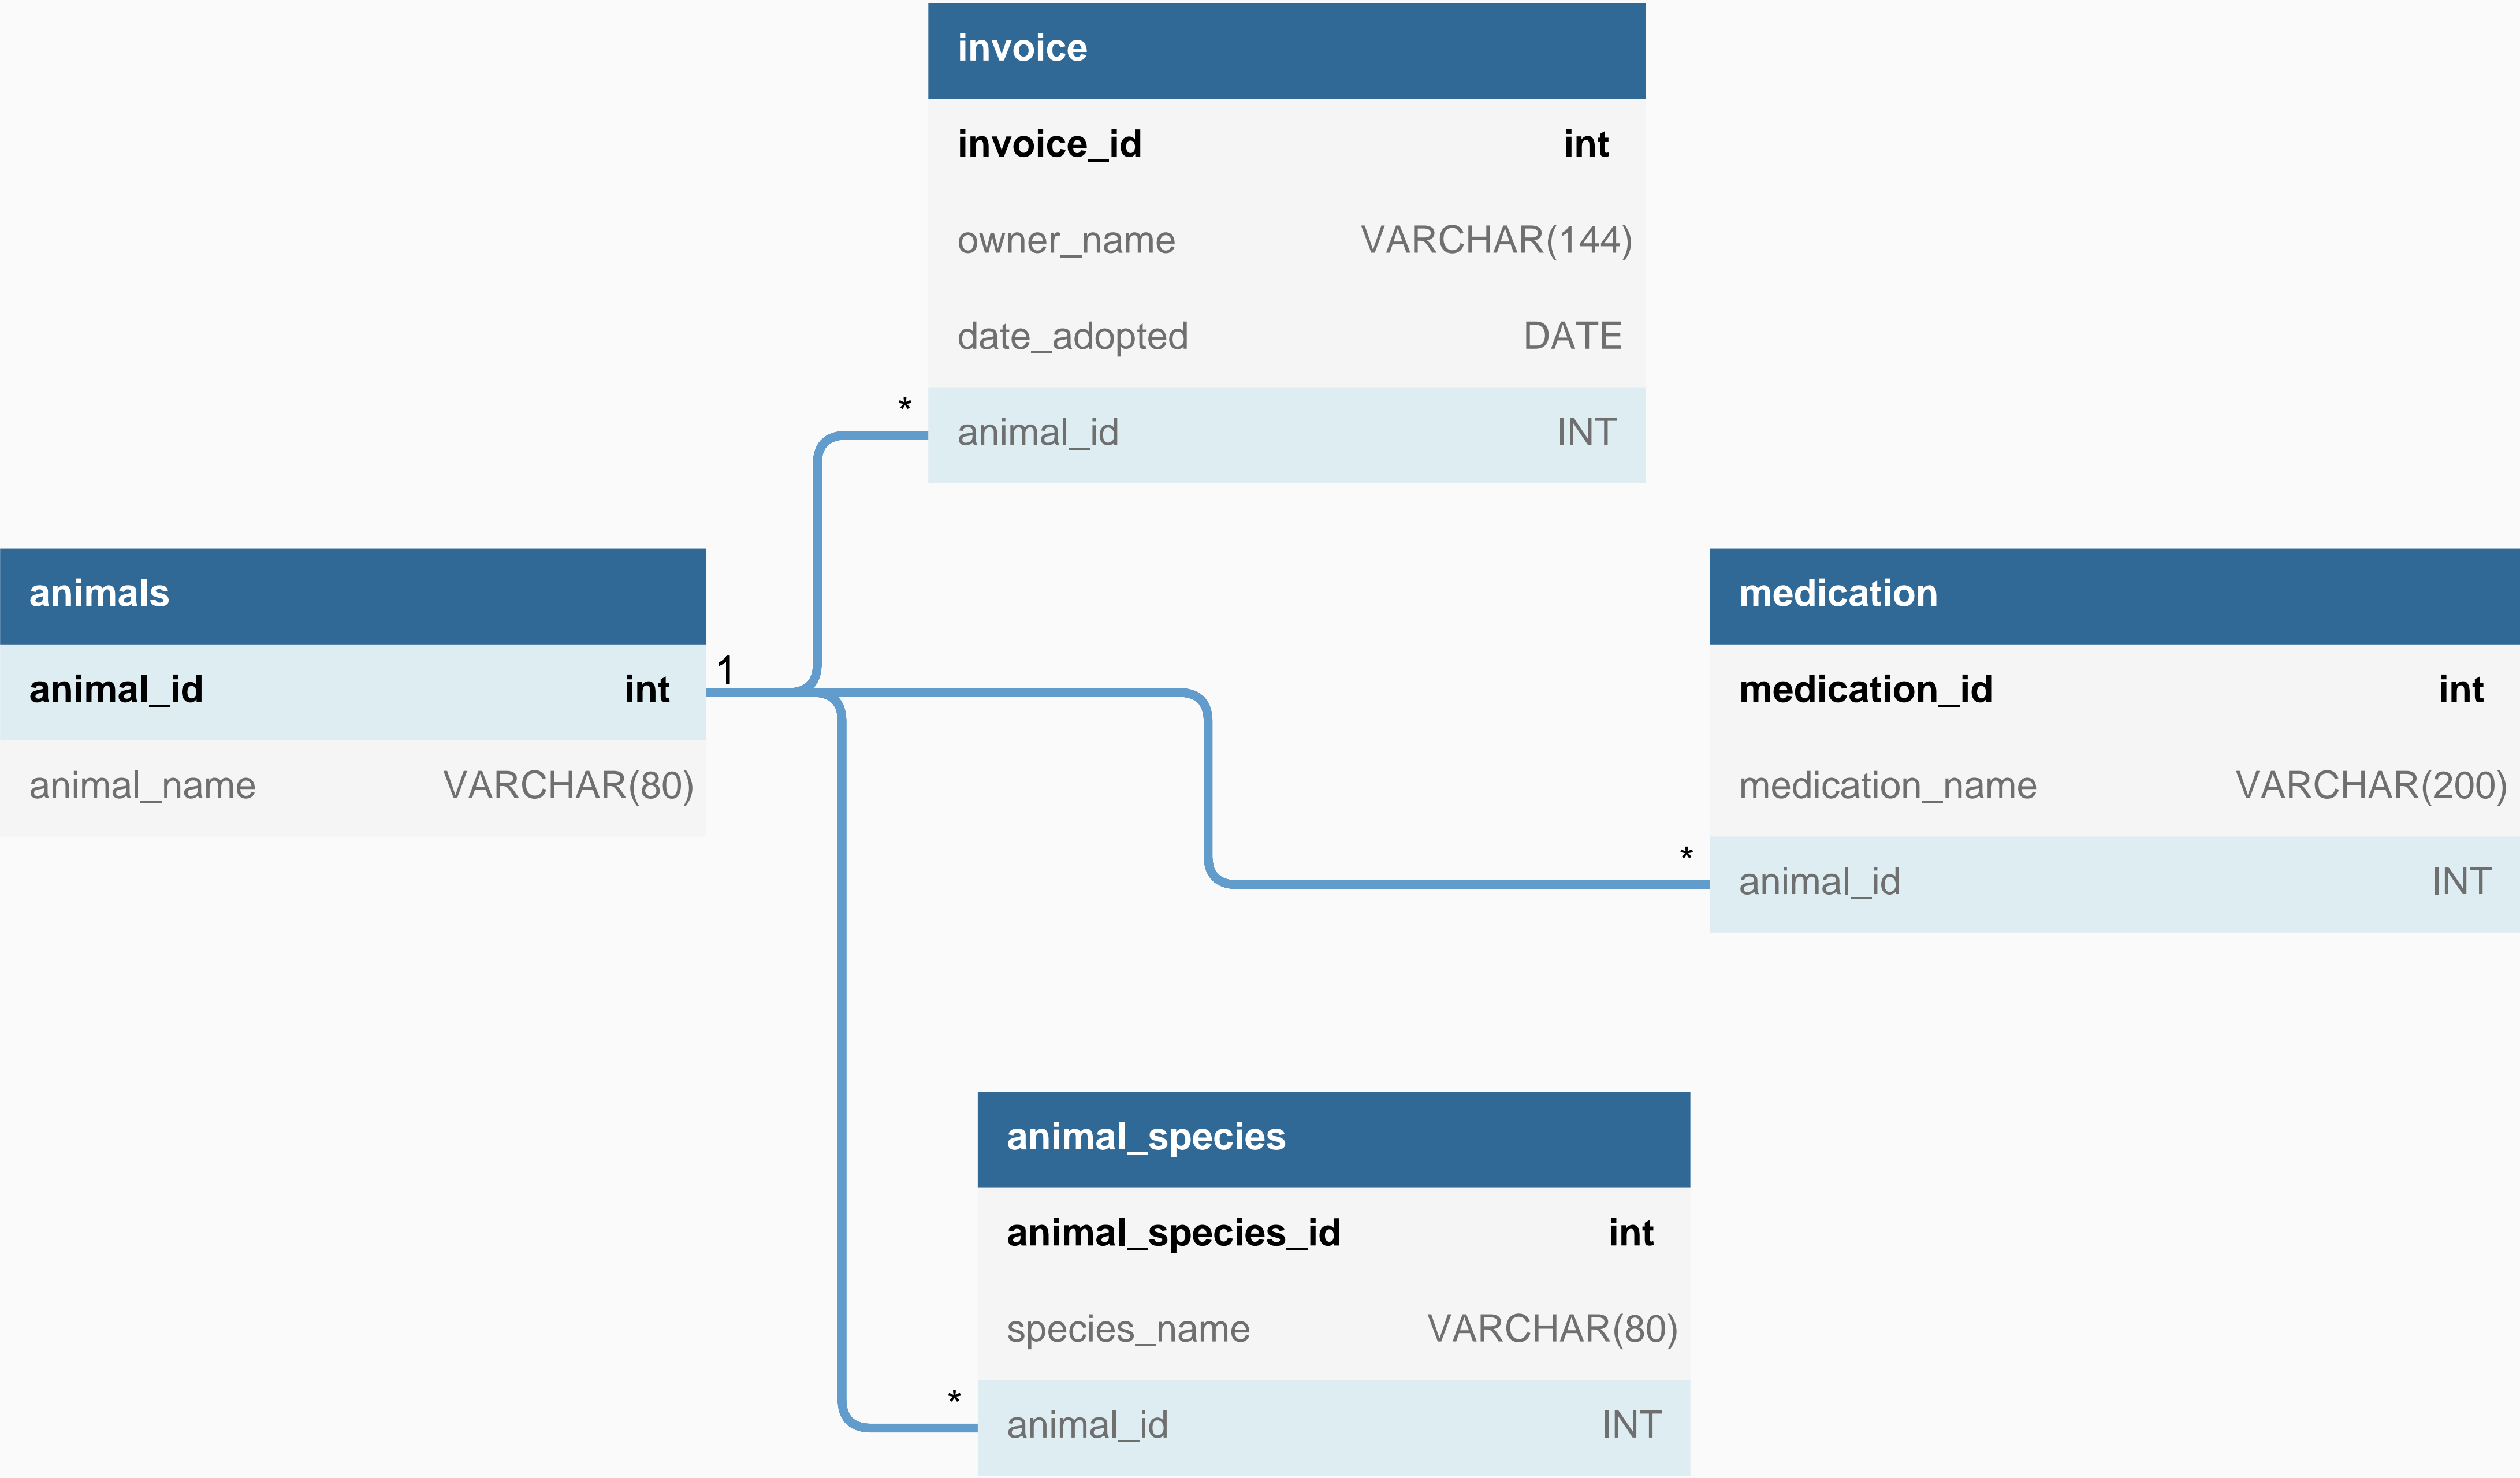 invoice
invoice_id int
owner_name VARCHAR(144)
date_adopted DATE
*
animal_id INT
animals
1
animal_id int
animal_name VARCHAR(80)
medication
medication_id int
medication_name VARCHAR(200)
*
animal_id INT
animal_species
animal_species_id int
species_name VARCHAR(80)
*
animal_id INT